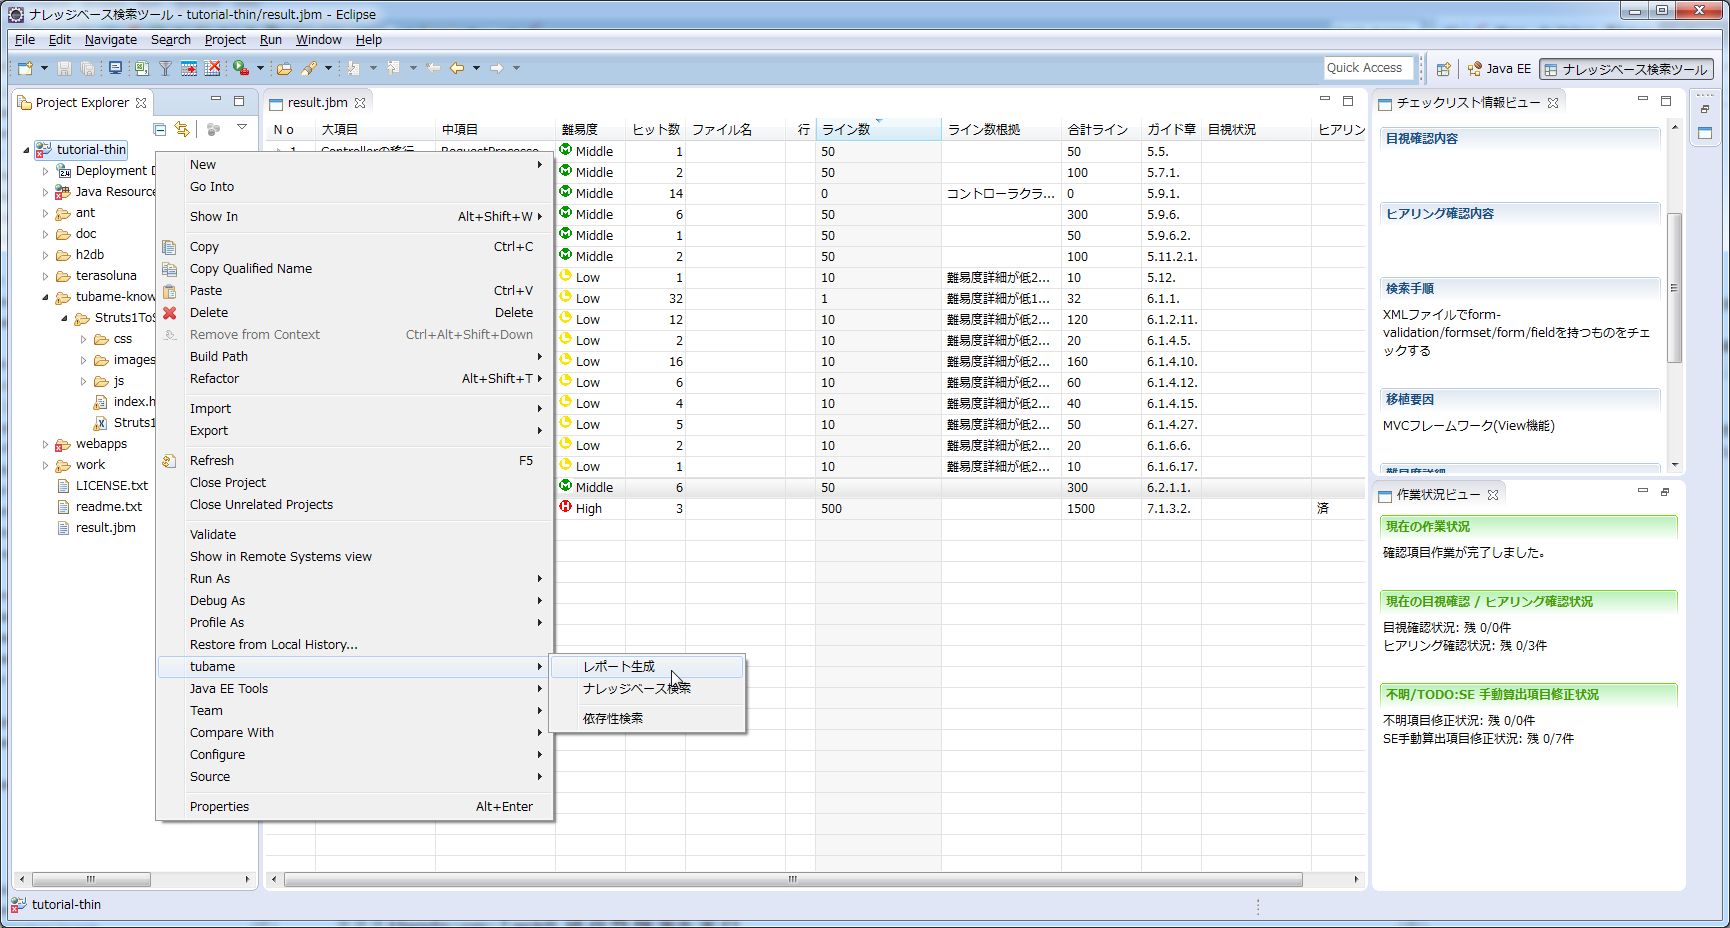 ナレッジベース検索ツール - tutorial-thin/result.jbm - Eclipse
File Edit Navigate Search Project Run Window Help
Quick Access
Java EE
ナレッジベース検索ツール
Project Explorer
tutorial-thin
Deployment D
Java Resource
ant
doc
h2db
terasoluna
tubame-know
Struts1ToS
css
images
js
index.h
Struts1
webapps
work
LICENSE.txt
readme.txt
result.jbm
New
Go Into
Show In Alt+Shift+W
Copy Ctrl+C
Copy Qualified Name
Paste Ctrl+V
Delete Delete
Remove from Context Ctrl+Alt+Shift+Down
Build Path
Refactor Alt+Shift+T
Import
Export
Refresh F5
Close Project
Close Unrelated Projects
Validate
Show in Remote Systems view
Run As
Debug As
Profile As
Restore from Local History...
tubame
Java EE Tools
Team
Compare With
Configure
Source
Properties Alt+Enter
レポート生成
ナレッジベース検索
依存性検索
result.jbm
No 大項目 中項目 難易度 ヒット数 ファイル名 行 ライン数 ライン数根拠 合計ライン ガイド章 目視状況 ヒアリン
1 Controllerの移行 RequestProcesso Middle 1 50 50 5.5.
Middle 2 50 100 5.7.1.
Middle 14 0 コントローラクラ... 0 5.9.1.
Middle 6 50 300 5.9.6.
Middle 1 50 50 5.9.6.2.
Middle 2 50 100 5.11.2.1.
Low 1 10 難易度詳細が低2... 10 5.12.
Low 32 1 難易度詳細が低1... 32 6.1.1.
Low 12 10 難易度詳細が低2... 120 6.1.2.11.
Low 2 10 難易度詳細が低2... 20 6.1.4.5.
Low 16 10 難易度詳細が低2... 160 6.1.4.10.
Low 6 10 難易度詳細が低2... 60 6.1.4.12.
Low 4 10 難易度詳細が低2... 40 6.1.4.15.
Low 5 10 難易度詳細が低2... 50 6.1.4.27.
Low 2 10 難易度詳細が低2... 20 6.1.6.6.
Low 1 10 難易度詳細が低2... 10 6.1.6.17.
Middle 6 50 300 6.2.1.1.
High 3 500 1500 7.1.3.2. 済
チェックリスト情報ビュー
目視確認内容
ヒアリング確認内容
検索手順
XMLファイルでform-
validation/formset/form/fieldを持つものをチェ
ックする
移植要因
MVCフレームワーク(View機能)
難易度詳細
作業状況ビュー
現在の作業状況
確認項目作業が完了しました。
現在の目視確認 / ヒアリング確認状況
目視確認状況: 残 0/0件
ヒアリング確認状況: 残 0/3件
不明/TODO:SE 手動算出項目修正状況
不明項目修正状況: 残 0/0件
SE手動算出項目修正状況: 残 0/7件
tutorial-thin